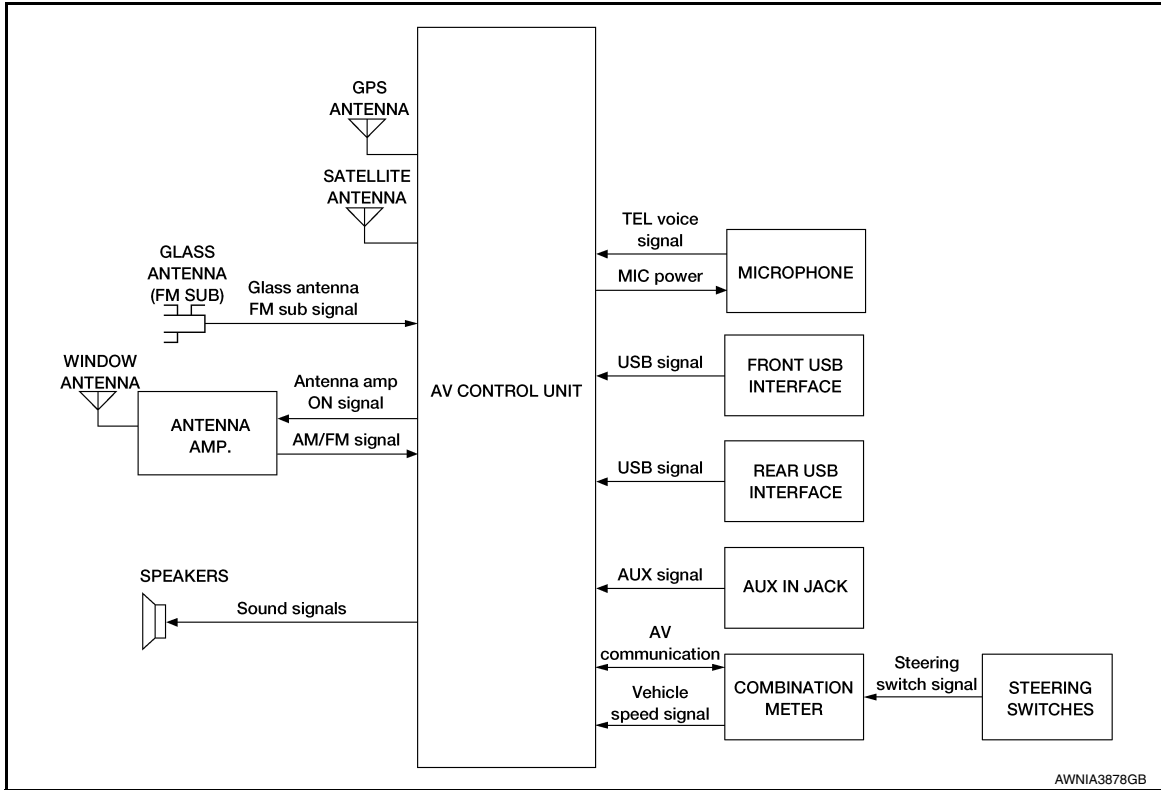 GPS
ANTENNA
SATELLITE
ANTENNA
GLASS
ANTENNA
(FM SUB)
Glass antenna
FM sub signal
WINDOW
ANTENNA
ANTENNA
AMP.
Antenna amp
ON signal
AM/FM signal
SPEAKERS
Sound signals
AV CONTROL UNIT
TEL voice
signal
MIC power
MICROPHONE
USB signal
FRONT USB
INTERFACE
USB signal
REAR USB
INTERFACE
AUX signal
AUX IN JACK
AV
communication
Vehicle
speed signal
COMBINATION
METER
Steering
switch signal
STEERING
SWITCHES
AWNIA3878GB